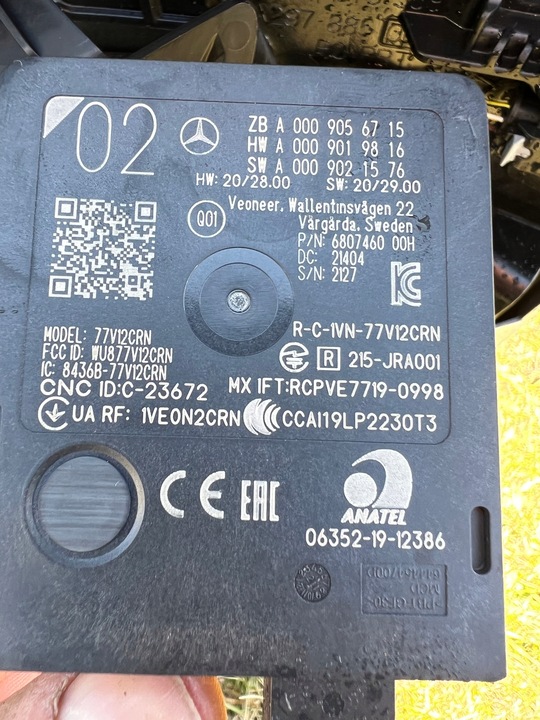 02
ZB A 000 905 67 15
HW A 000 901 98 16
SW A 000 902 15 76
HW: 20/28.00 SW: 20/29.00
Q01
Veoneer, Wallentinsvägen 22
Vårgårda, Sweden
P/N: 6807460 00H
DC: 21404
S/N: 2127
R-C-1VN-77V12CRN
MODEL: 77V12CRN
FCC ID: WU877V12CRN
IC: 8436B-77V12CRN
R 215-JRA001
CNC ID:C-23672 MX IFT:RCPVE7719-0998
UA RF: 1VEON2CRN CCAI19LP2230T3
CE EAC
ANATEL
06352-19-12386